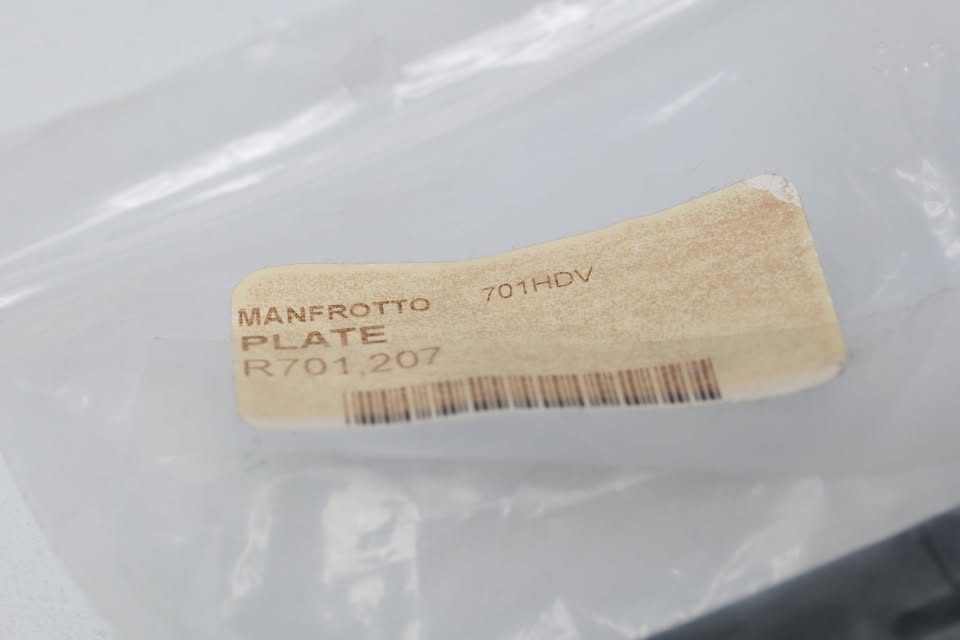 MANFROTTO 701HDV
PLATE
R701,207